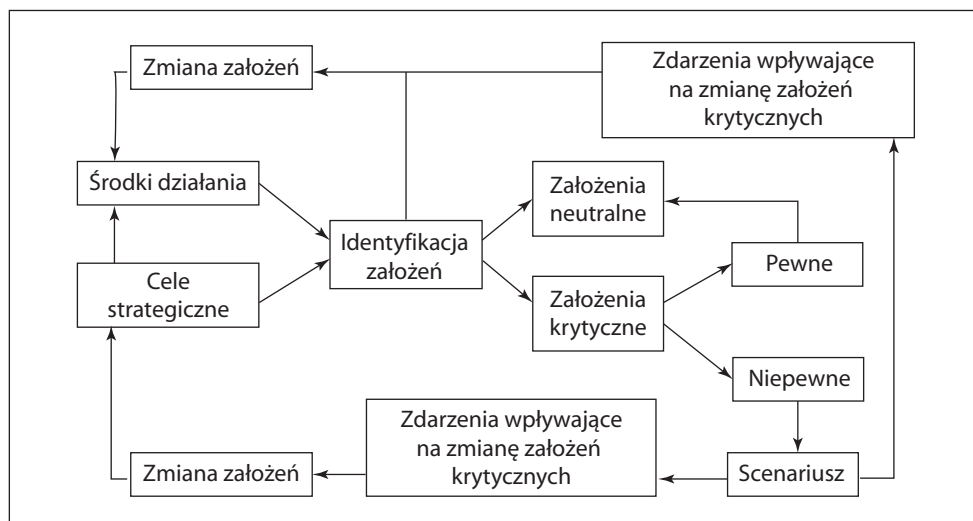 Zmiana założeń
Zdarzenia wpływające
na zmianę założeń
krytycznych
Środki działania
Założenia
neutralne
Identyfikacja
założeń
Pewne
Cele
strategiczne
Założenia
krytyczne
Niepewne
Zdarzenia wpływające
na zmianę założeń
krytycznych
Zmiana założeń
Scenariusz